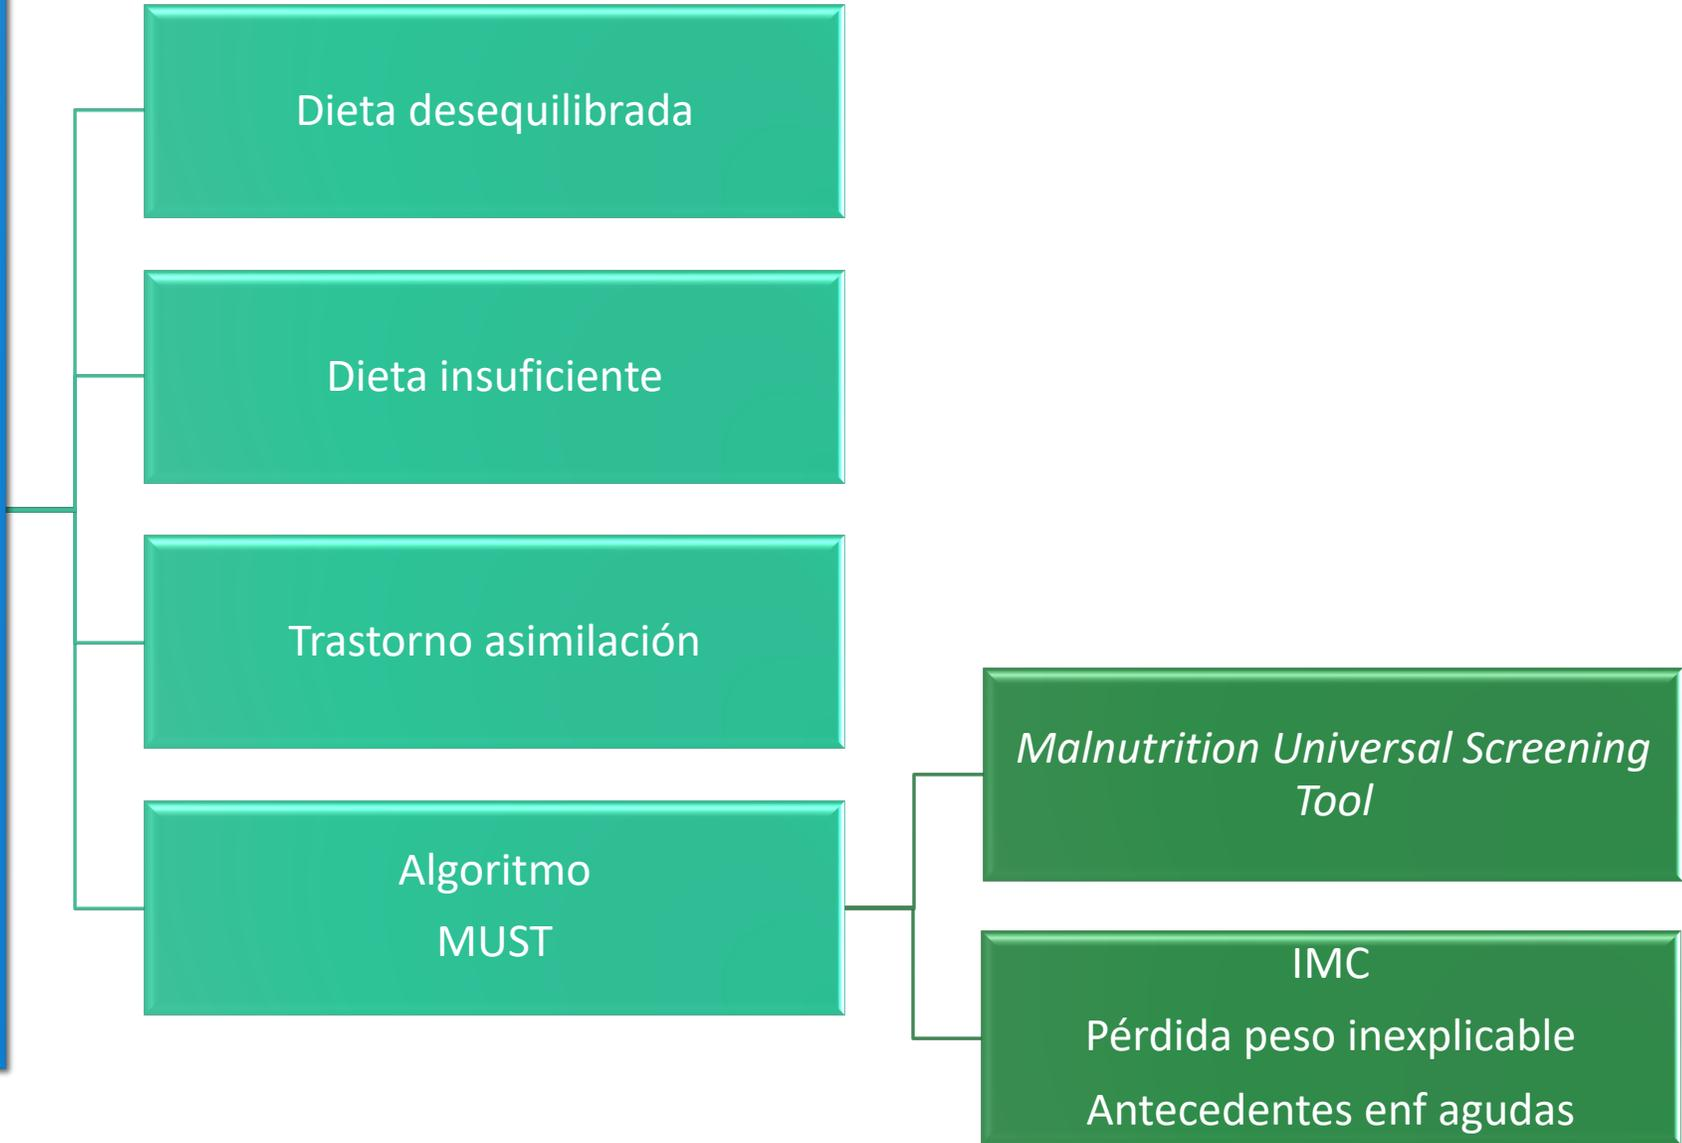 Dieta desequilibrada
Dieta insuficiente
Trastorno asimilación
Algoritmo
MUST
Malnutrition Universal Screening
Tool
IMC
Pérdida peso inexplicable
Antecedentes enf agudas